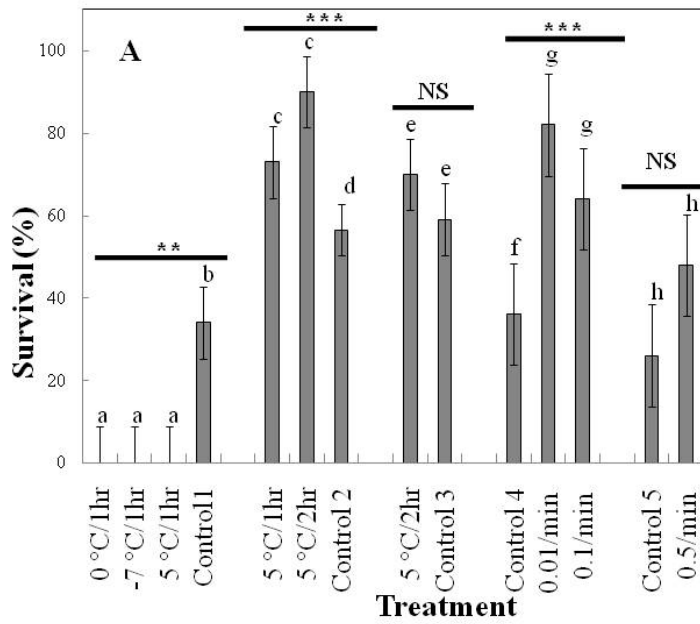 A
**
***
NS
***
NS
a
a
a
b
c
c
d
e
e
f
g
g
h
h
Survival (%)
100
80
60
40
20
0
0 °C/1hr
-7 °C/1hr
5 °C/1hr
Control1
5 °C/1hr
5 °C/2hr
Control 2
5 °C/2hr
Control 3
Control 4
0.01/min
0.1/min
Control 5
0.5/min
Treatment